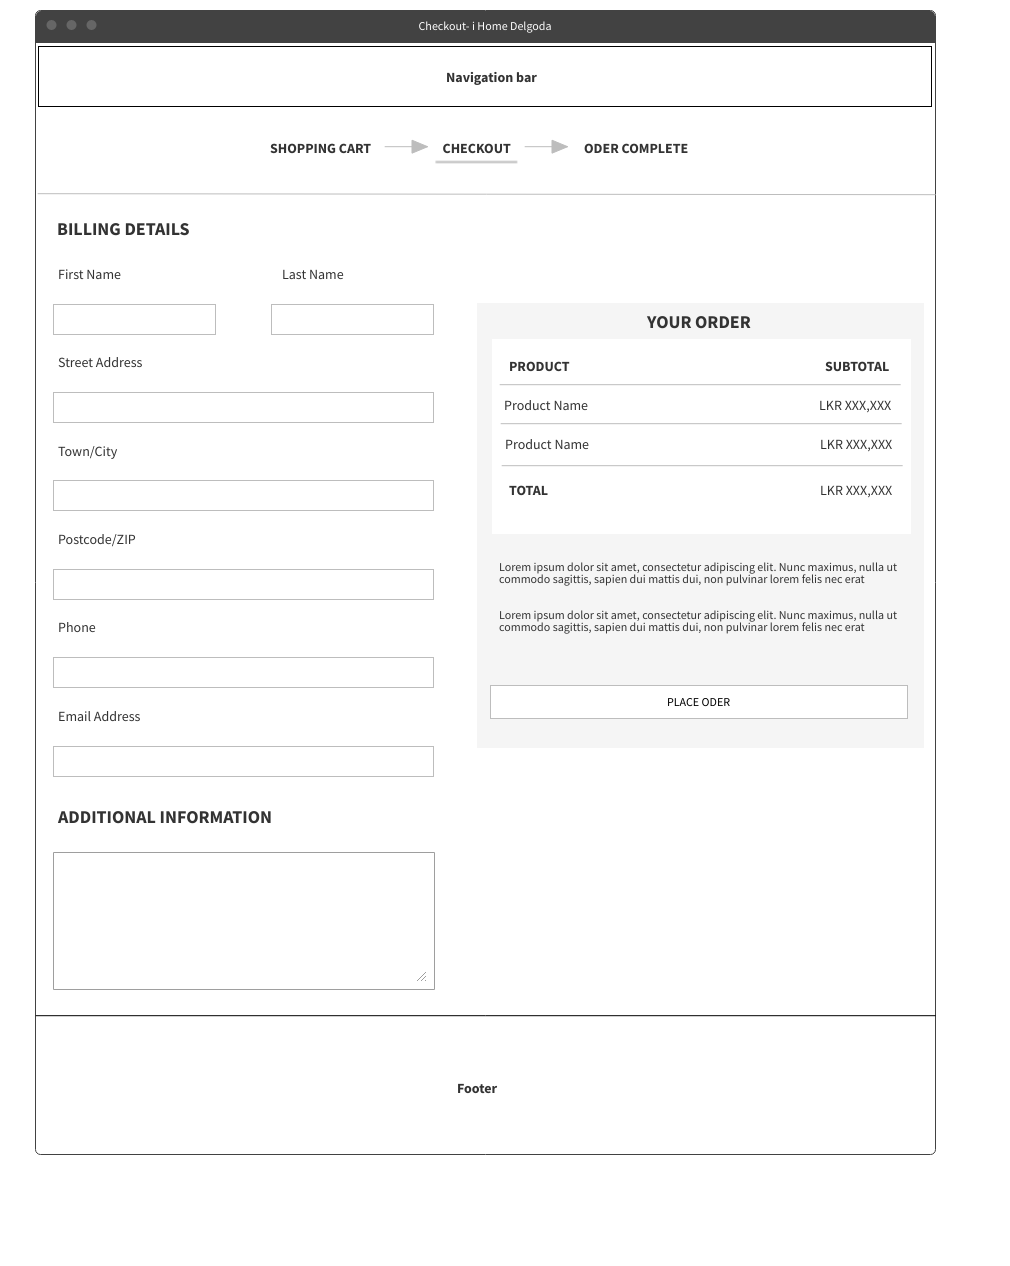 Checkout- i Home Delgoda
Navigation bar
SHOPPING CART CHECKOUT ODER COMPLETE
BILLING DETAILS
First Name Last Name
Street Address
Town/City
Postcode/ZIP
Phone
Email Address
ADDITIONAL INFORMATION
YOUR ORDER
PRODUCT SUBTOTAL
Product Name LKR XXX,XXX
Product Name LKR XXX,XXX
TOTAL LKR XXX,XXX
Lorem ipsum dolor sit amet, consectetur adipiscing elit. Nunc maximus, nulla ut
commodo sagittis, sapien dui mattis dui, non pulvinar lorem felis nec erat
Lorem ipsum dolor sit amet, consectetur adipiscing elit. Nunc maximus, nulla ut
commodo sagittis, sapien dui mattis dui, non pulvinar lorem felis nec erat
PLACE ODER
Footer